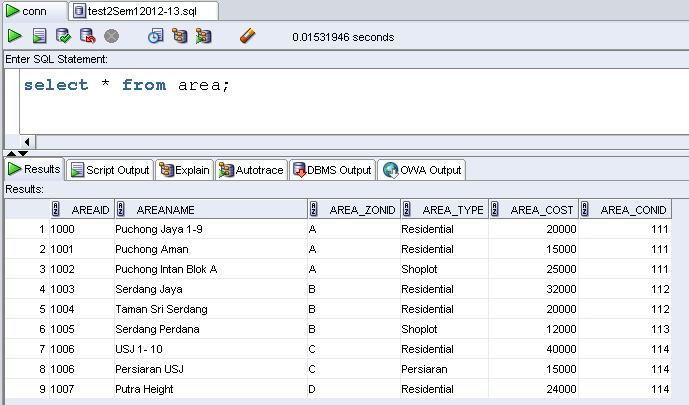 conn test2Sem12012-13.sql
0.01531946 seconds
Enter SQL Statement:
select * from area;
Results Script Output Explain Autotrace DBMS Output OWA Output
Results:
AREAID AREANAME AREA_ZONID AREA_TYPE AREA_COST AREA_CONID
1 1000 Puchong Jaya 1-9 A Residential 20000 111
2 1001 Puchong Aman A Residential 15000 111
3 1002 Puchong Intan Blok A A Shoplot 25000 111
4 1003 Serdang Jaya B Residential 32000 112
5 1004 Taman Sri Serdang B Residential 20000 112
6 1005 Serdang Perdana B Shoplot 12000 113
7 1006 USJ 1- 10 C Residential 40000 114
8 1006 Persiaran USJ C Persiaran 15000 114
9 1007 Putra Height D Residential 24000 114